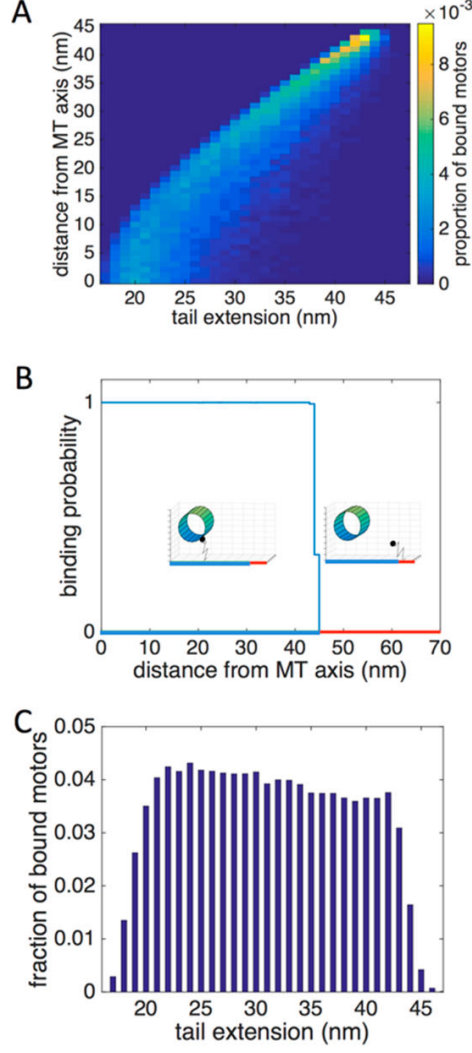 A
×10⁻³
distance from MT axis (nm)
45
40
35
30
25
20
15
10
5
0
20 25 30 35 40 45
tail extension (nm)
8
6
4
2
0
proportion of bound motors
B
binding probability
1
0
0 10 20 30 40 50 60 70
distance from MT axis (nm)
C
fraction of bound motors
0.05
0.04
0.03
0.02
0.01
0
20 25 30 35 40 45
tail extension (nm)